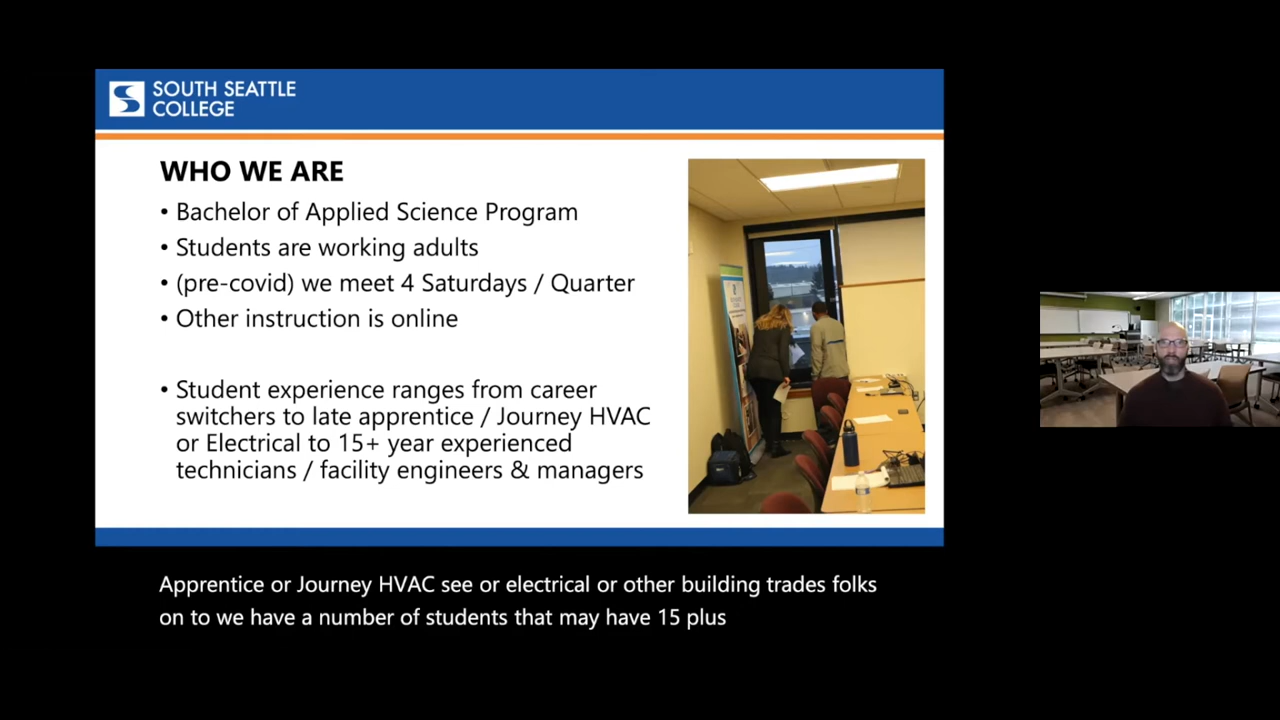 SOUTH SEATTLE
COLLEGE
WHO WE ARE
• Bachelor of Applied Science Program
• Students are working adults
• (pre-covid) we meet 4 Saturdays / Quarter
• Other instruction is online
• Student experience ranges from career
switchers to late apprentice / Journey HVAC
or Electrical to 15+ year experienced
technicians / facility engineers & managers
Apprentice or Journey HVAC see or electrical or other building trades folks
on to we have a number of students that may have 15 plus